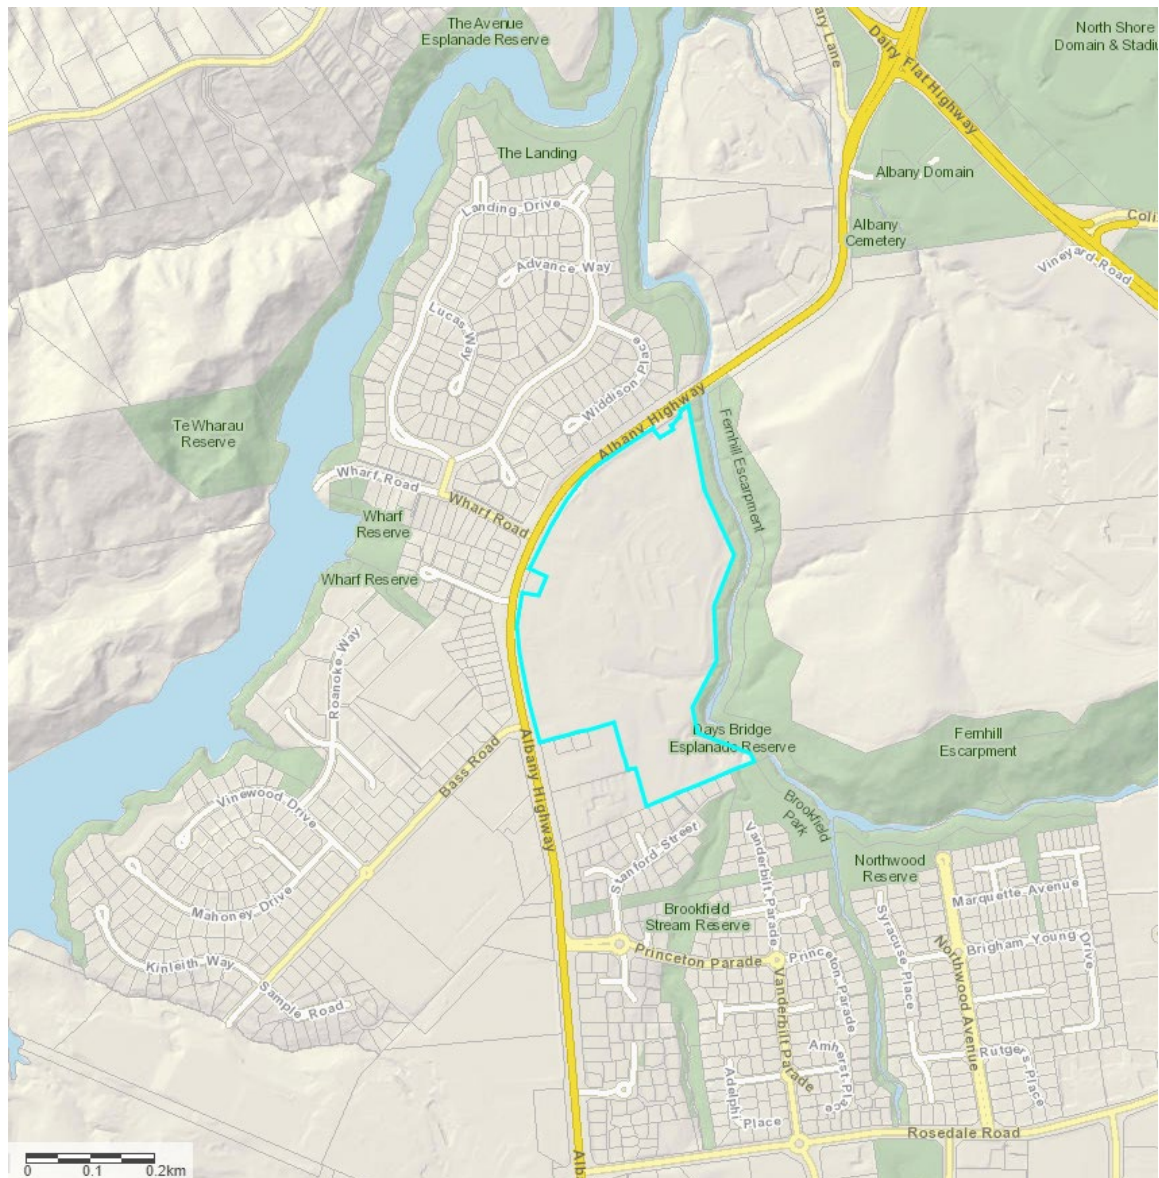 The Avenue
Esplanade Reserve
ary Lane
North Shore
Domain & Stadiu
Dairy Flat Highway
The Landing
Albany Domain
Landing Drive
Albany
Cemetery
Coli
Vineyard Road
Advance Way
Lucas Way
Widdison Place
Albany Highway
Te Wharau
Reserve
Fernhill Escarpment
Wharf Road
Wharf Road
Wharf
Reserve
Wharf Reserve
Roanoke Way
Days Bridge
Esplanade Reserve
Fernhill
Escarpment
Bass Road
Albany Highway
Vinewood Drive
Brookfield
Park
Stanford Street
Vanderbilt Parade
Northwood
Reserve
Marquette Avenue
Mahoney Drive
Brookfield
Stream Reserve
Syracuse Place
Brigham Young Drive
Princeton Parade
Princeton Parade
Northwood Avenue
Kinleith Way
Sample Road
Vanderbilt Parade
Amherst Place
Rutgers Place
Adelphi Place
Rosedale Road
Alb
0 0.1 0.2km